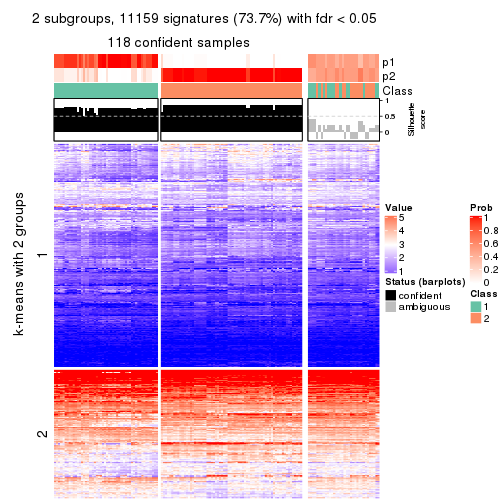 2 subgroups, 11159 signatures (73.7%) with fdr < 0.05
118 confident samples
p1
p2
Class
1
0.5
0
Silhouette
score
k-means with 2 groups
1
2
Value
5
4
3
2
1
Status (barplots)
confident
ambiguous
Prob
1
0.8
0.6
0.4
0.2
0
Class
1
2